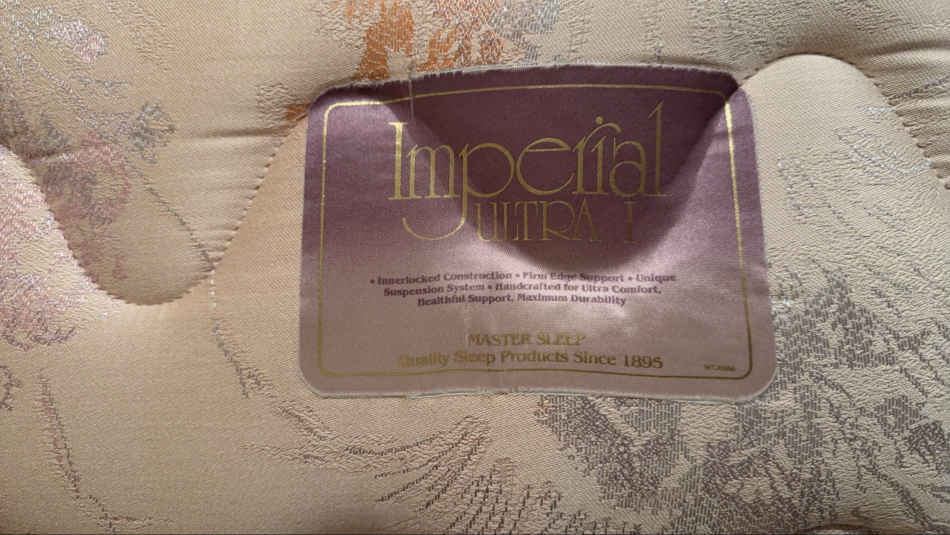 Imperial
ULTRA I
• Innerlocked Construction • Firm Edge Support • Unique
Suspension System • Handcrafted for Ultra Comfort,
Healthful Support, Maximum Durability
MASTER SLEEP
Quality Sleep Products Since 1895